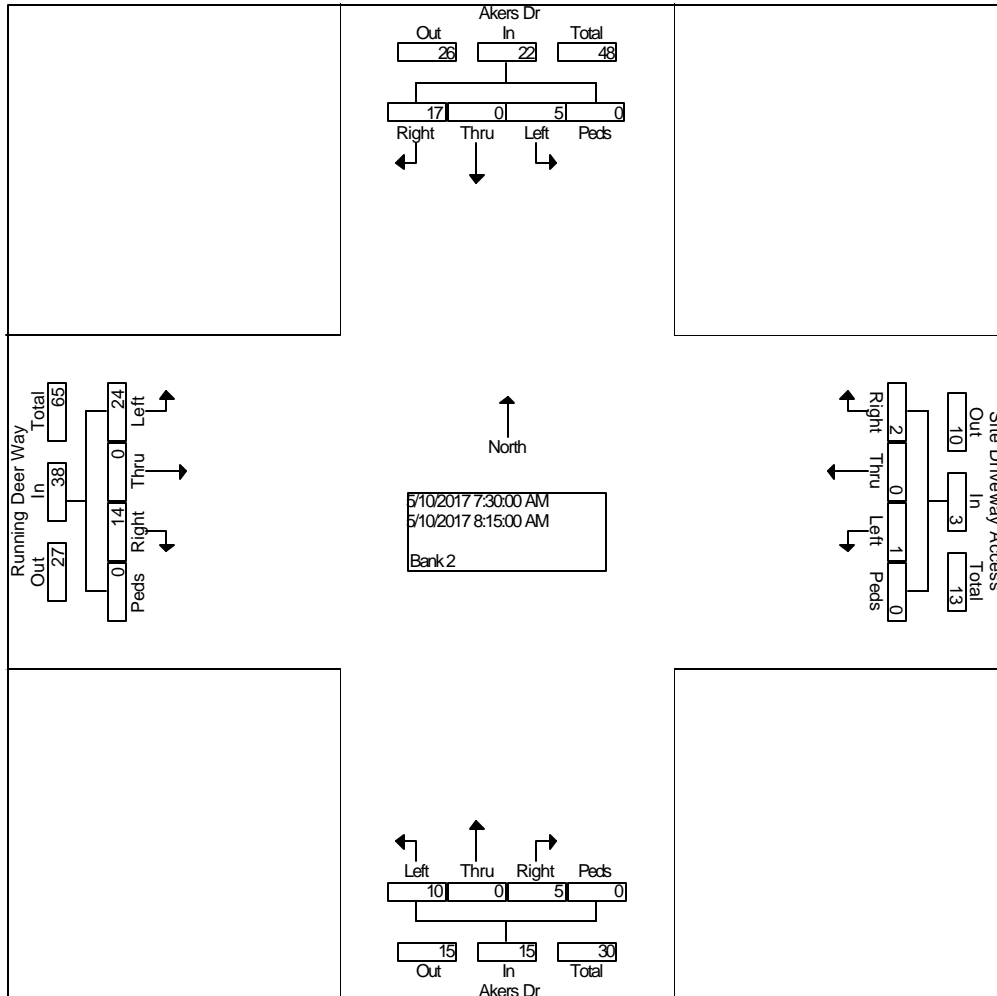 Akers Dr
Out In Total
26 22 48
17 0 5 0
Right Thru Left Peds
Running Deer Way
Out In Total
27 38 65
Left Thru Right Peds
24 0 14 0
North
5/10/2017 7:30:00 AM
5/10/2017 8:15:00 AM
Bank 2
Right Thru Left Peds
2 0 1 0
Out In Total
10 3 13
Site Driveway Access
Left Thru Right Peds
10 0 5 0
15 15 30
Out In Total
Akers Dr